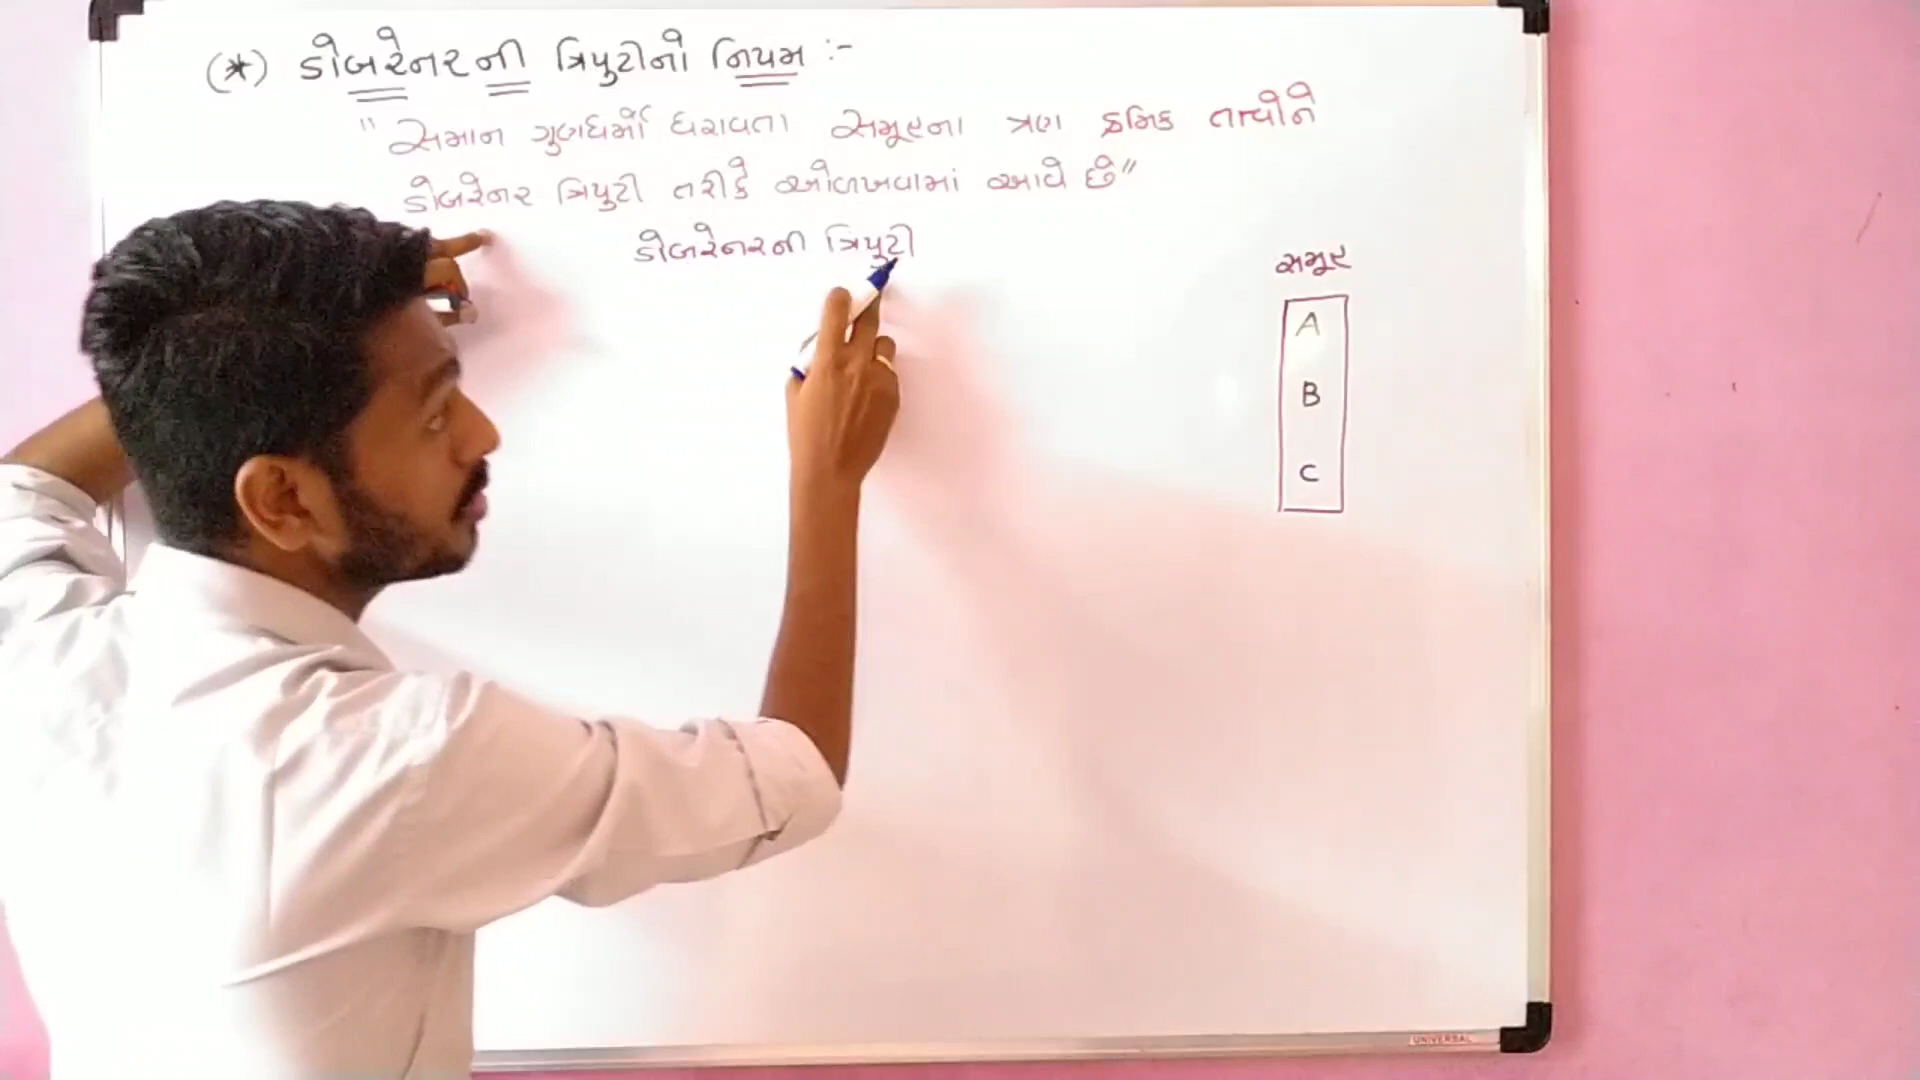 (*) ડોબરેનરની ત્રિપુટીનો નિયમ :-
" સમાન ગુણધર્મો ધરાવતા સમૂહના ત્રણ ક્રમિક તત્વોને
ડોબરેનર ત્રિપુટી તરીકે ઓળખવામાં આવે છે"
ડોબરેનરની ત્રિપુટી
સમૂહ
A
B
C
UNIVERSAL